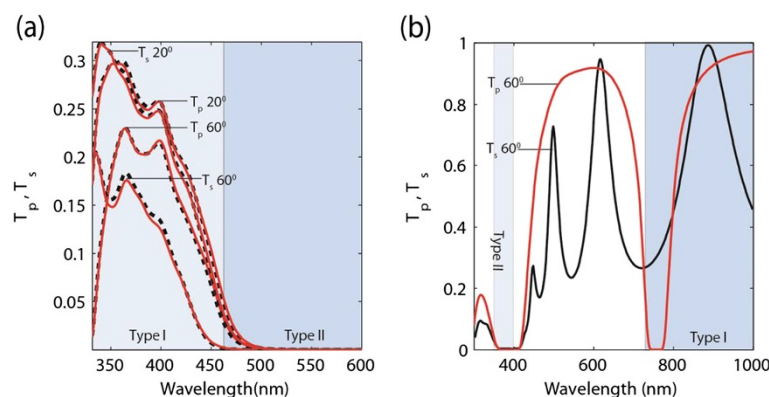 (a)
T_p, T_s
0.3
0.25
0.2
0.15
0.1
0.05
T_s 20⁰
T_p 20⁰
T_p 60⁰
T_s 60⁰
Type I
Type II
350
400
450
500
550
600
Wavelength(nm)
(b)
T_p, T_s
1
0.8
0.6
0.4
0.2
0
T_p 60⁰
T_s 60⁰
Type II
Type I
400
600
800
1000
Wavelength (nm)